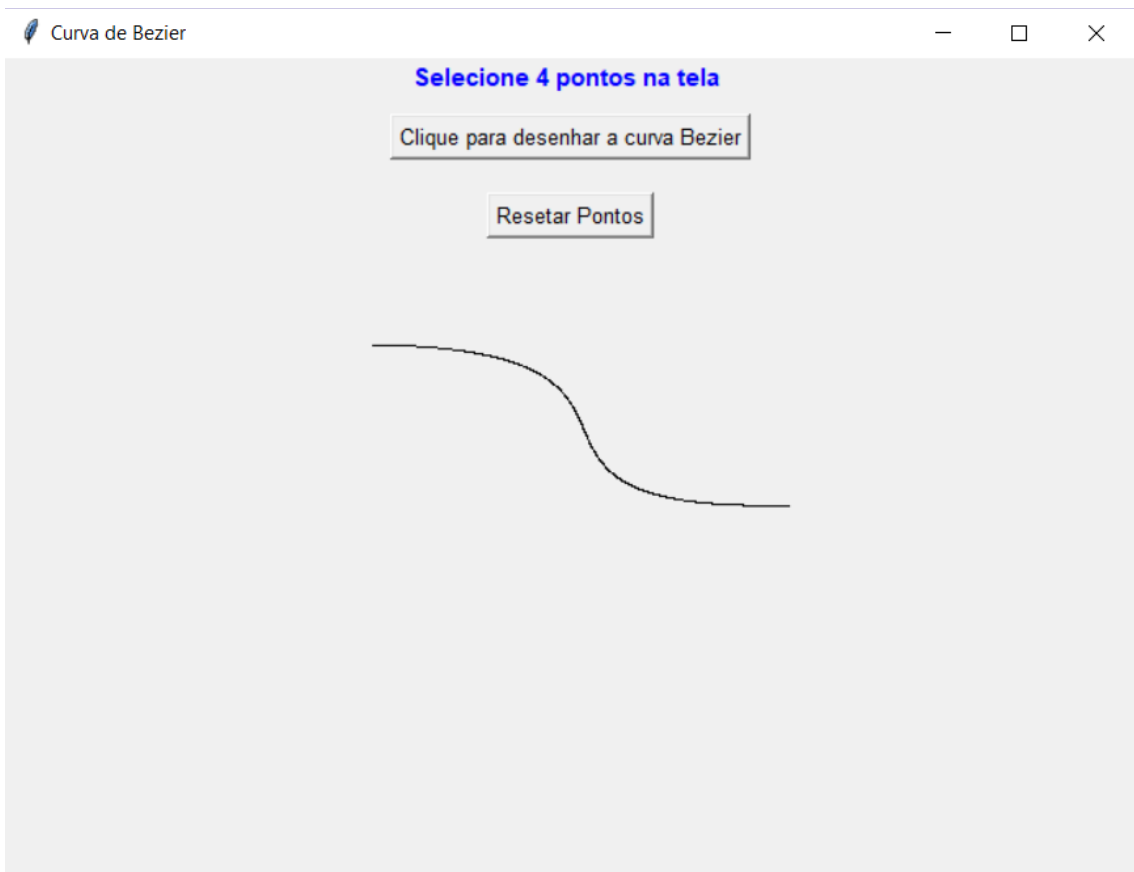 Curva de Bezier
Selecione 4 pontos na tela
Clique para desenhar a curva Bezier
Resetar Pontos